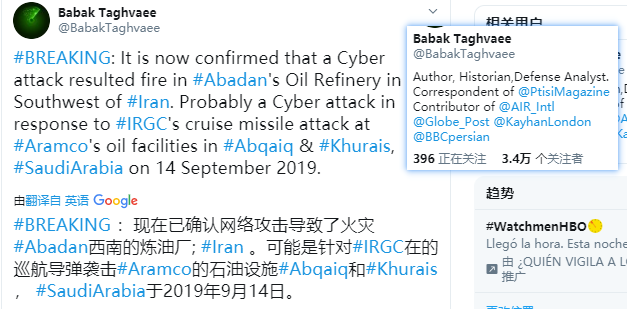 Babak Taghvaee
@BabakTaghvaee
#BREAKING: It is now confirmed that a Cyber
attack resulted fire in #Abadan's Oil Refinery in
Southwest of #Iran. Probably a Cyber attack in
response to #IRGC's cruise missile attack at
#Aramco's oil facilities in #Abqaiq & #Khurais,
#SaudiArabia on 14 September 2019.
由翻译自 英语 Google
#BREAKING ：现在已确认网络攻击导致了火灾
#Abadan西南的炼油厂; #Iran 。可能是针对#IRGC在的
巡航导弹袭击#Aramco的石油设施#Abqaiq和#Khurais
， #SaudiArabia于2019年9月14日。
相关用户
Babak Taghvaee
@BabakTaghvaee
Author, Historian,Defense Analyst.
Correspondent of @PtisiMagazine
Contributor of @AIR_Intl
@Globe_Post @KayhanLondon
@BBCpersian
396 正在关注 3.4万 个关注者
趋势
#WatchmenHBO
Llegó la hora. Esta noche
由 ¿QUIÉN VIGILA A LO
推广